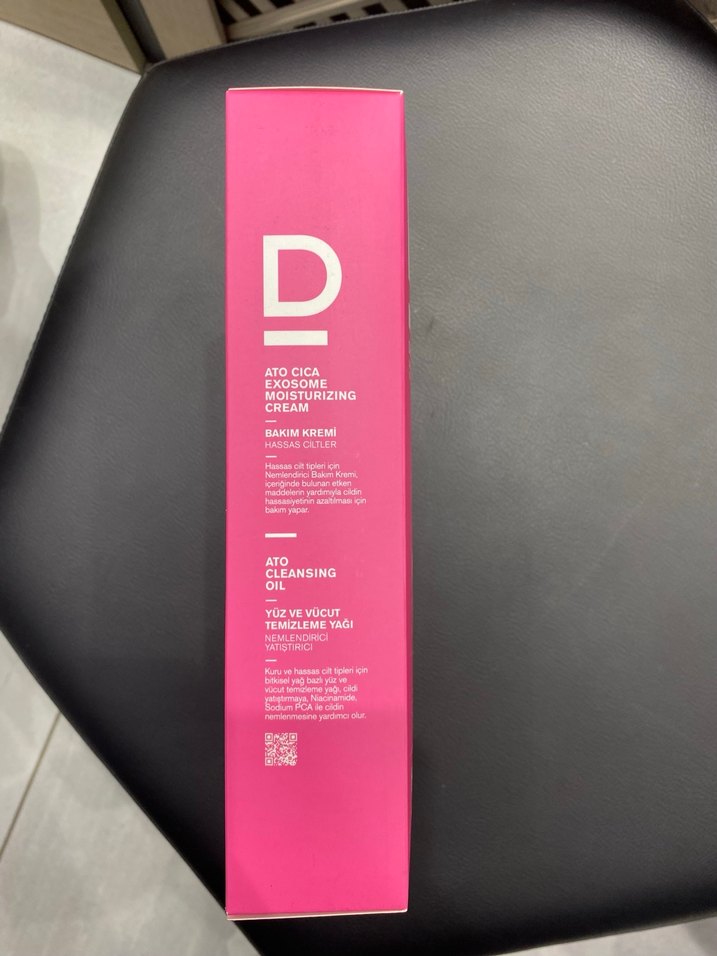 D
ATO CICA
EXOSOME
MOISTURIZING
CREAM
BAKIM KREMİ
HASSAS CİLTLER
Hassas cilt tipleri için
Nemlendirici Bakım Kremi,
içeriğinde bulunan etken
maddelerin yardımıyla cildin
hassasiyetinin azaltılması için
bakım yapar.
ATO
CLEANSING
OIL
YÜZ VE VÜCUT
TEMİZLEME YAĞI
NEMLENDİRİCİ
YATIŞTIRICI
Kuru ve hassas cilt tipleri için
bitkisel yağ bazlı yüz ve
vücut temizleme yağı, cildi
yatıştırmaya, Niacinamide,
Sodium PCA ile cildin
nemlenmesine yardımcı olur.